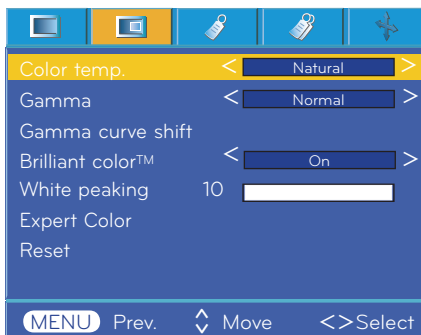 Color temp. < Natural >
Gamma < Normal >
Gamma curve shift
Brilliant color™ < On >
White peaking 10
Expert Color
Reset
MENU Prev. Move <>Select